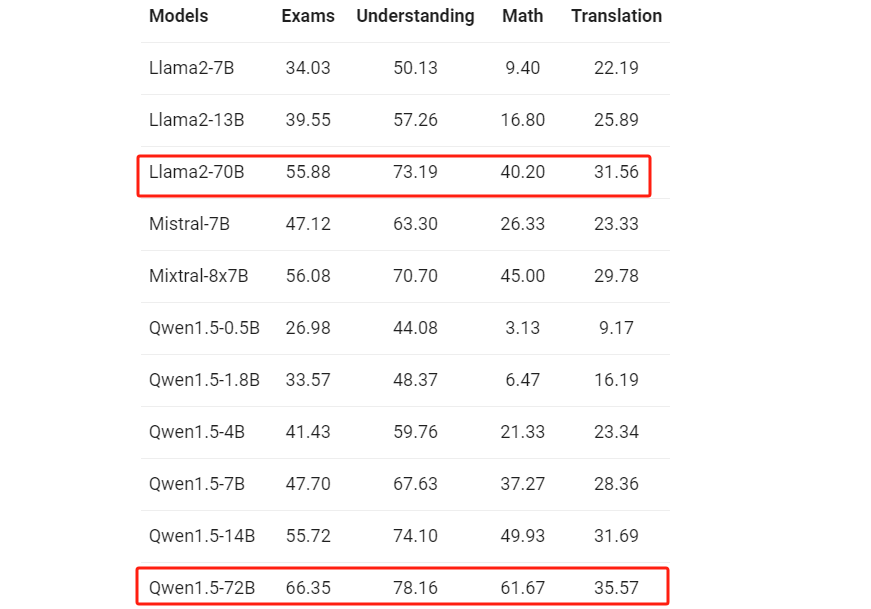 Models Exams Understanding Math Translation
Llama2-7B 34.03 50.13 9.40 22.19
Llama2-13B 39.55 57.26 16.80 25.89
Llama2-70B 55.88 73.19 40.20 31.56
Mistral-7B 47.12 63.30 26.33 23.33
Mixtral-8x7B 56.08 70.70 45.00 29.78
Qwen1.5-0.5B 26.98 44.08 3.13 9.17
Qwen1.5-1.8B 33.57 48.37 6.47 16.19
Qwen1.5-4B 41.43 59.76 21.33 23.34
Qwen1.5-7B 47.70 67.63 37.27 28.36
Qwen1.5-14B 55.72 74.10 49.93 31.69
Qwen1.5-72B 66.35 78.16 61.67 35.57